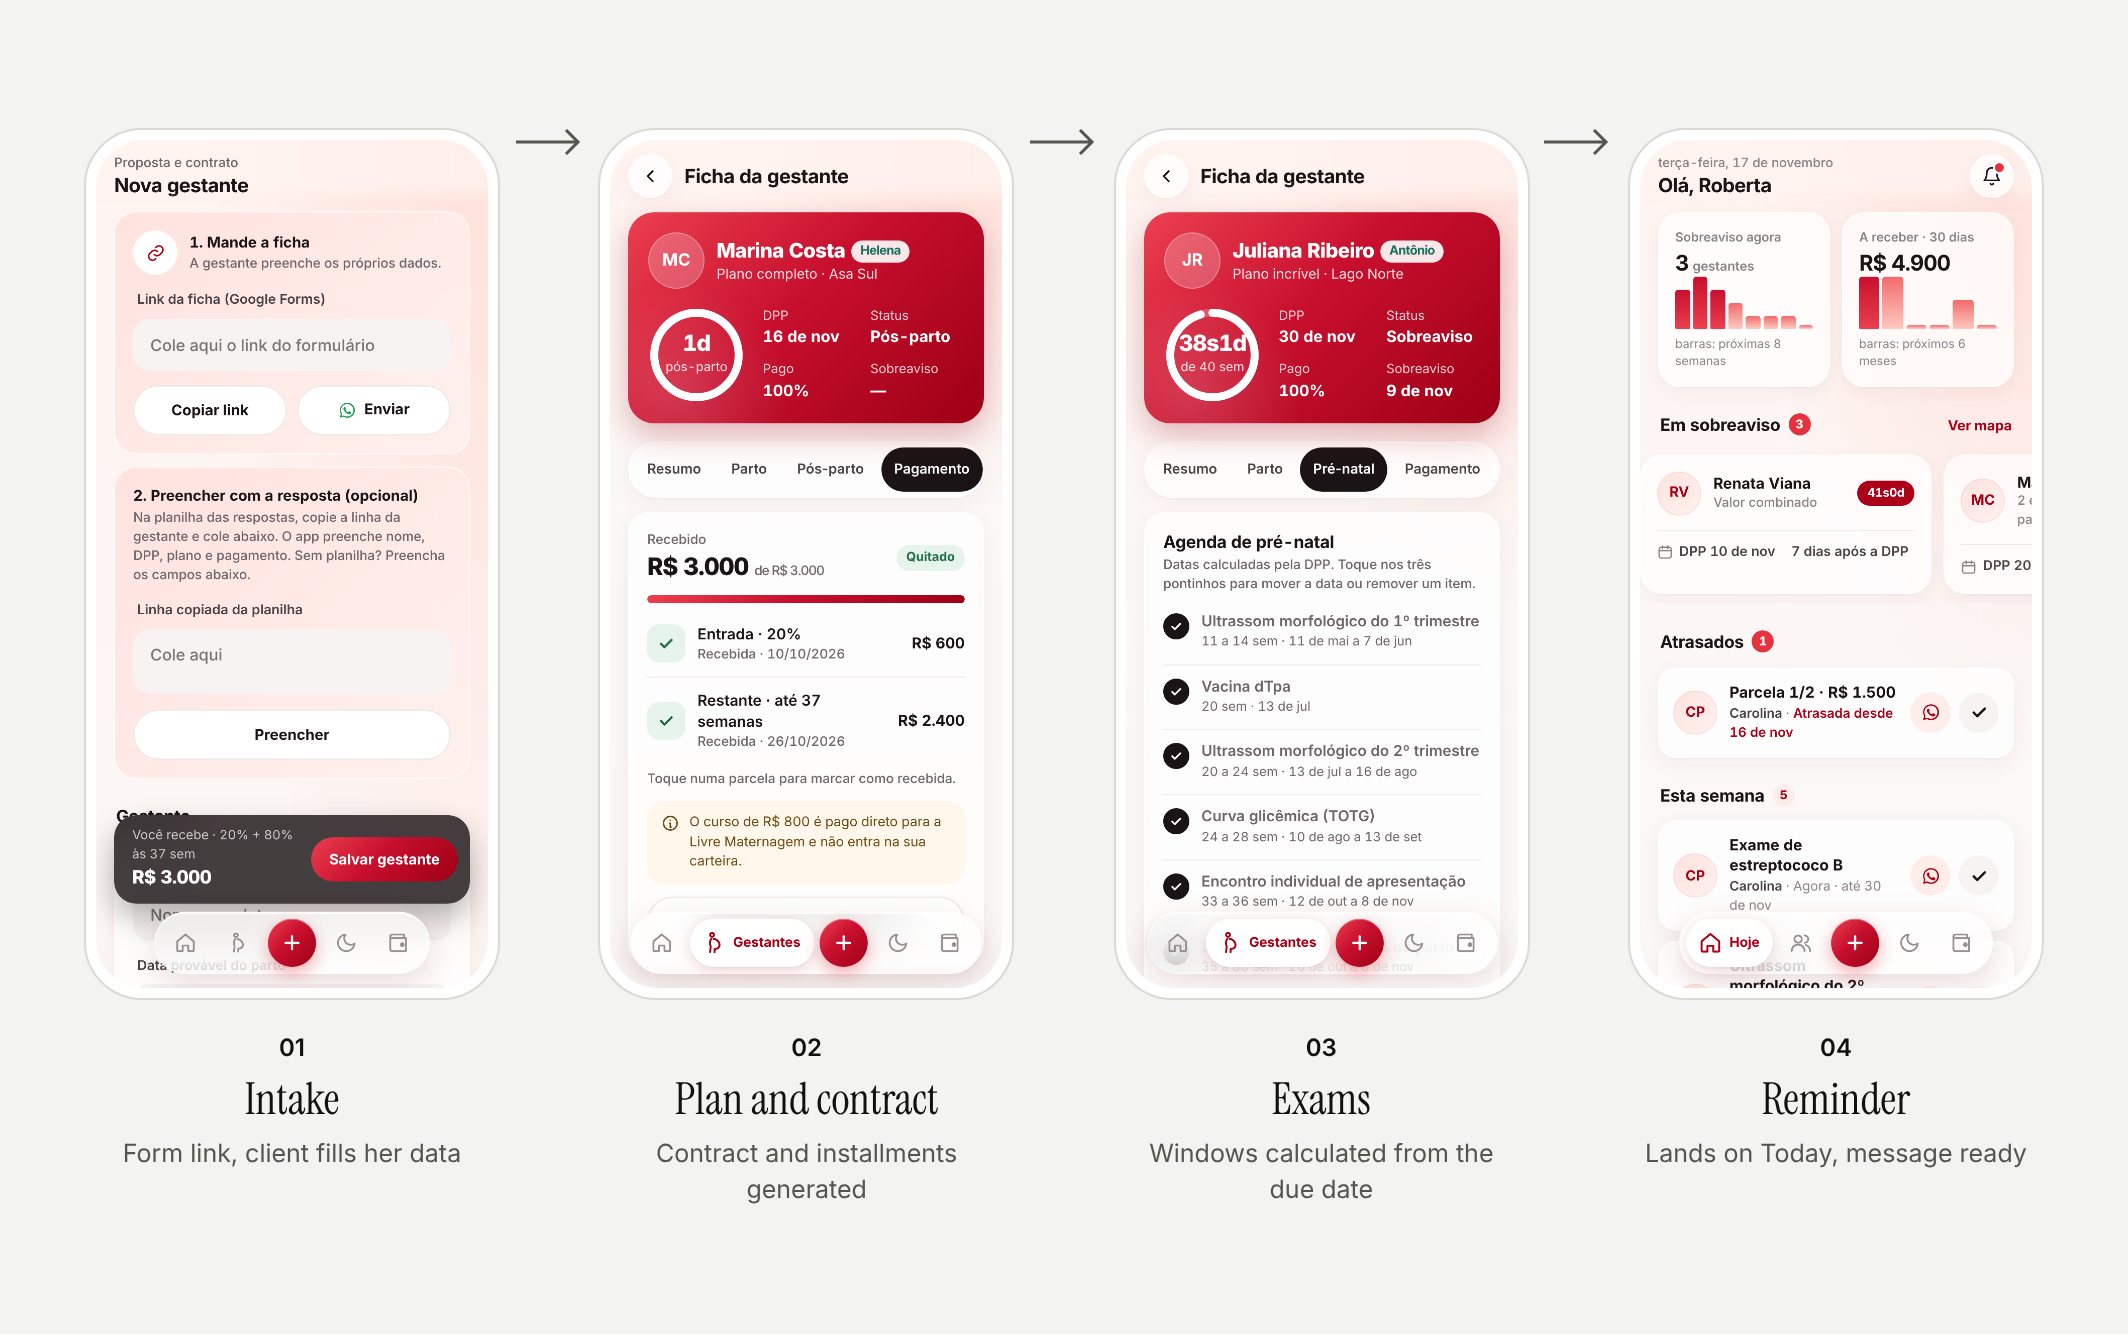 Proposta e contrato
Nova gestante
1. Mande a ficha
A gestante preenche os próprios dados.
Link da ficha (Google Forms)
Cole aqui o link do formulário
Copiar link
Enviar
2. Preencher com a resposta (opcional)
Na planilha das respostas, copie a linha da
gestante e cole abaixo. O app preenche nome,
DPP, plano e pagamento. Sem planilha? Preencha
os campos abaixo.
Linha copiada da planilha
Cole aqui
Preencher
Gestante
Você recebe · 20% + 80%
às 37 sem
R$ 3.000
Salvar gestante
Data provável do parto
01
Intake
Form link, client fills her data
Ficha da gestante
MC
Marina Costa
Helena
Plano completo · Asa Sul
1d
pós-parto
DPP
16 de nov
Status
Pós-parto
Pago
100%
Sobreaviso
—
Resumo
Parto
Pós-parto
Pagamento
Recebido
R$ 3.000 de R$ 3.000
Quitado
Entrada · 20%
Recebida · 10/10/2026
R$ 600
Restante · até 37
semanas
Recebida · 26/10/2026
R$ 2.400
Toque numa parcela para marcar como recebida.
O curso de R$ 800 é pago direto para a
Livre Maternagem e não entra na sua
carteira.
Gestantes
02
Plan and contract
Contract and installments
generated
Ficha da gestante
JR
Juliana Ribeiro
Antônio
Plano incrível · Lago Norte
38s1d
de 40 sem
DPP
30 de nov
Status
Sobreaviso
Pago
100%
Sobreaviso
9 de nov
Resumo
Parto
Pré-natal
Pagamento
Agenda de pré-natal
Datas calculadas pela DPP. Toque nos três
pontinhos para mover a data ou remover um item.
Ultrassom morfológico do 1º trimestre
11 a 14 sem · 11 de mai a 7 de jun
Vacina dTpa
20 sem · 13 de jul
Ultrassom morfológico do 2º trimestre
20 a 24 sem · 13 de jul a 16 de ago
Curva glicêmica (TOTG)
24 a 28 sem · 10 de ago a 13 de set
Encontro individual de apresentação
33 a 36 sem · 12 de out a 8 de nov
Gestantes
03
Exams
Windows calculated from the
due date
terça-feira, 17 de novembro
Olá, Roberta
Sobreaviso agora
3 gestantes
barras: próximas 8
semanas
A receber · 30 dias
R$ 4.900
barras: próximos 6
meses
Em sobreaviso 3
Ver mapa
RV
Renata Viana
Valor combinado
41s0d
DPP 10 de nov
7 dias após a DPP
MC
DPP 20
Atrasados 1
CP
Parcela 1/2 · R$ 1.500
Carolina · Atrasada desde
16 de nov
Esta semana 5
CP
Exame de
estreptococo B
Carolina · Agora · até 30
de nov
Ultrassom
morfológico do 2º
Hoje
04
Reminder
Lands on Today, message ready